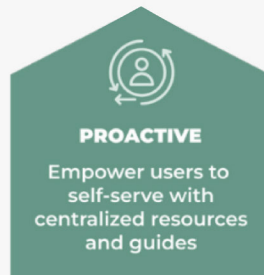 PROACTIVE
Empower users to
self-serve with
centralized resources
and guides